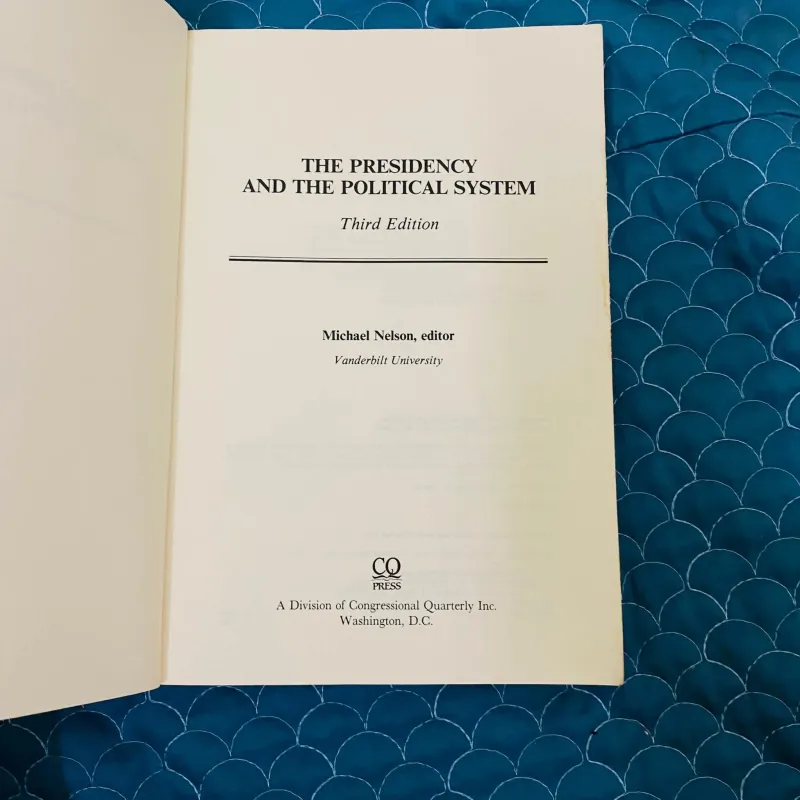 THE PRESIDENCY
AND THE POLITICAL SYSTEM
Third Edition
Michael Nelson, editor
Vanderbilt University
CQ
PRESS
A Division of Congressional Quarterly Inc.
Washington, D.C.